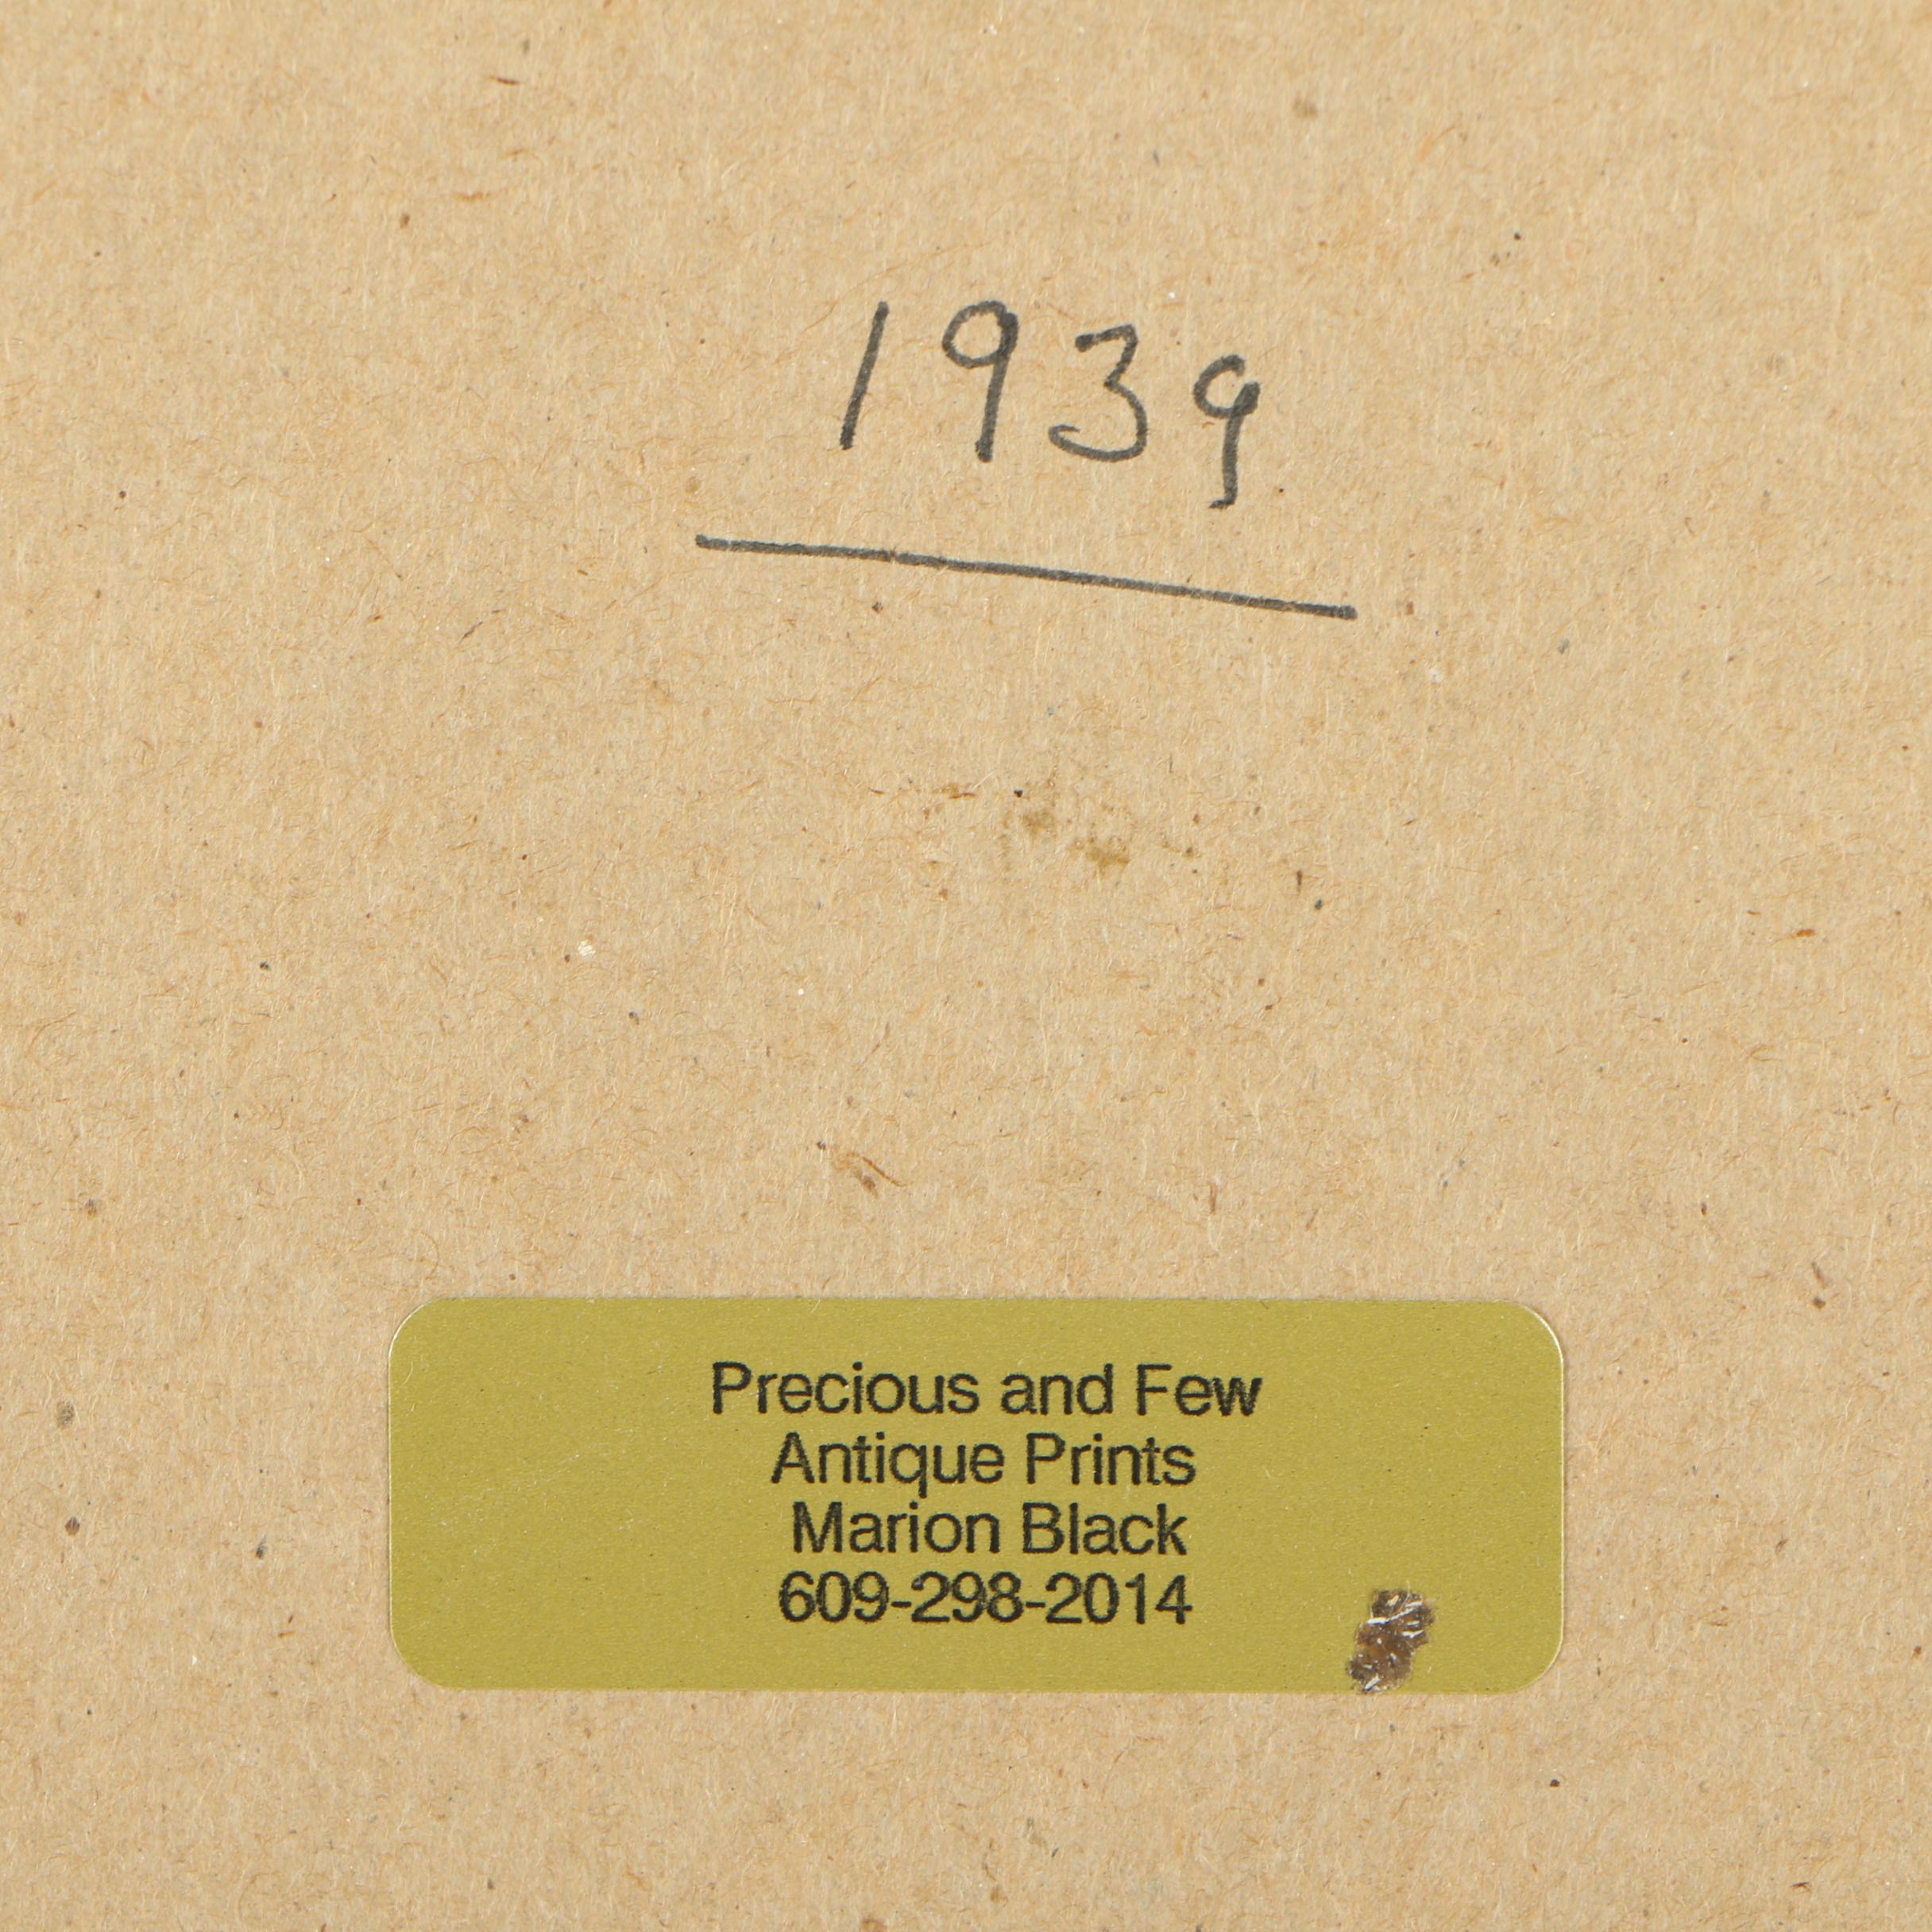 1939
Precious and Few
Antique Prints
Marion Black
609-298-2014